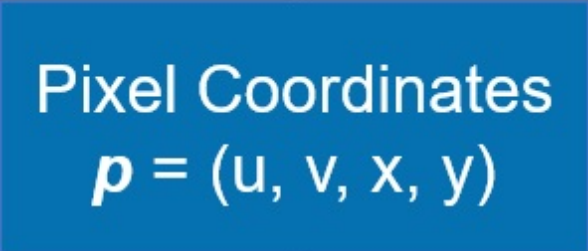 Pixel Coordinates
p = (u, v, x, y)